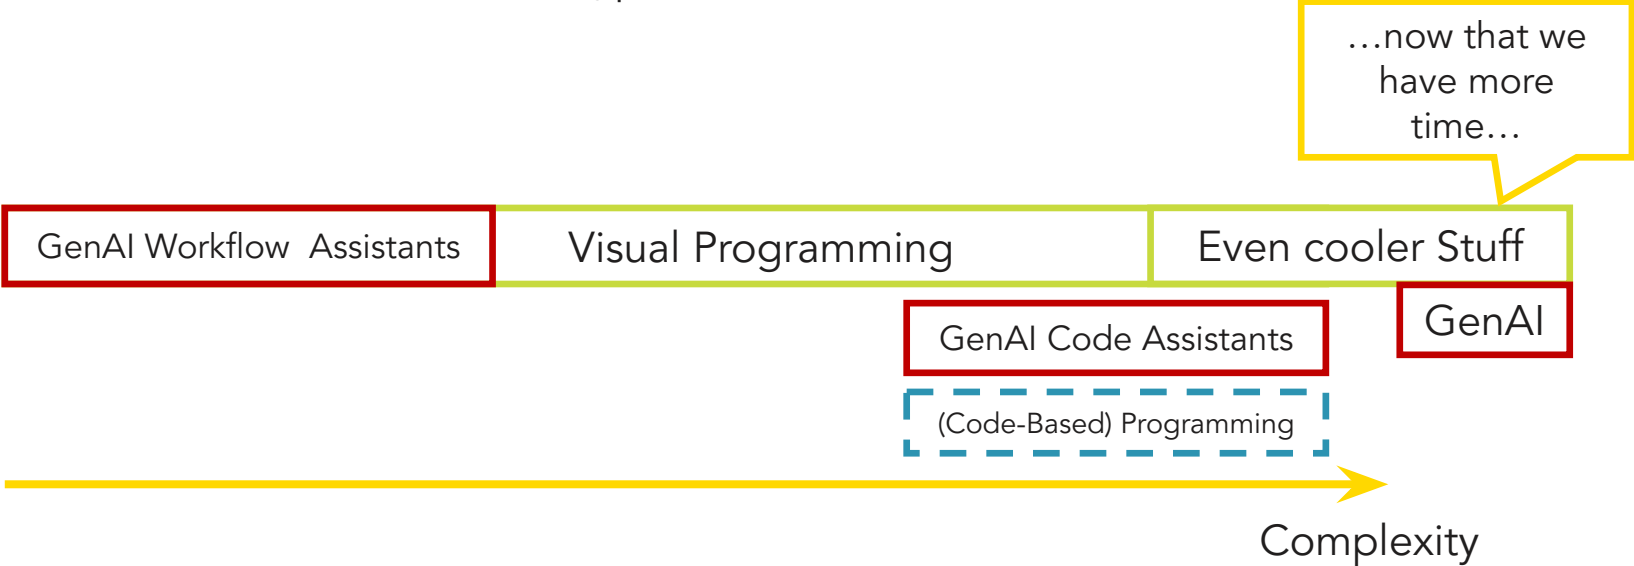 …now that we
have more
time…
GenAI Workflow Assistants
Visual Programming
Even cooler Stuff
GenAI
GenAI Code Assistants
(Code-Based) Programming
Complexity